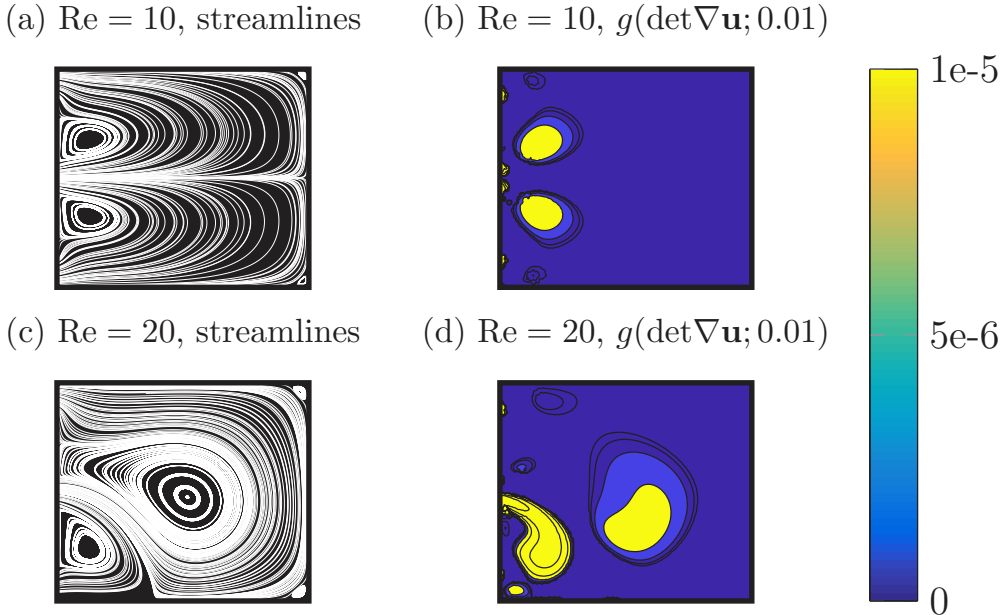 (a) Re = 10, streamlines
(b) Re = 10, g(det∇u; 0.01)
1e-5
5e-6
0
(c) Re = 20, streamlines
(d) Re = 20, g(det∇u; 0.01)